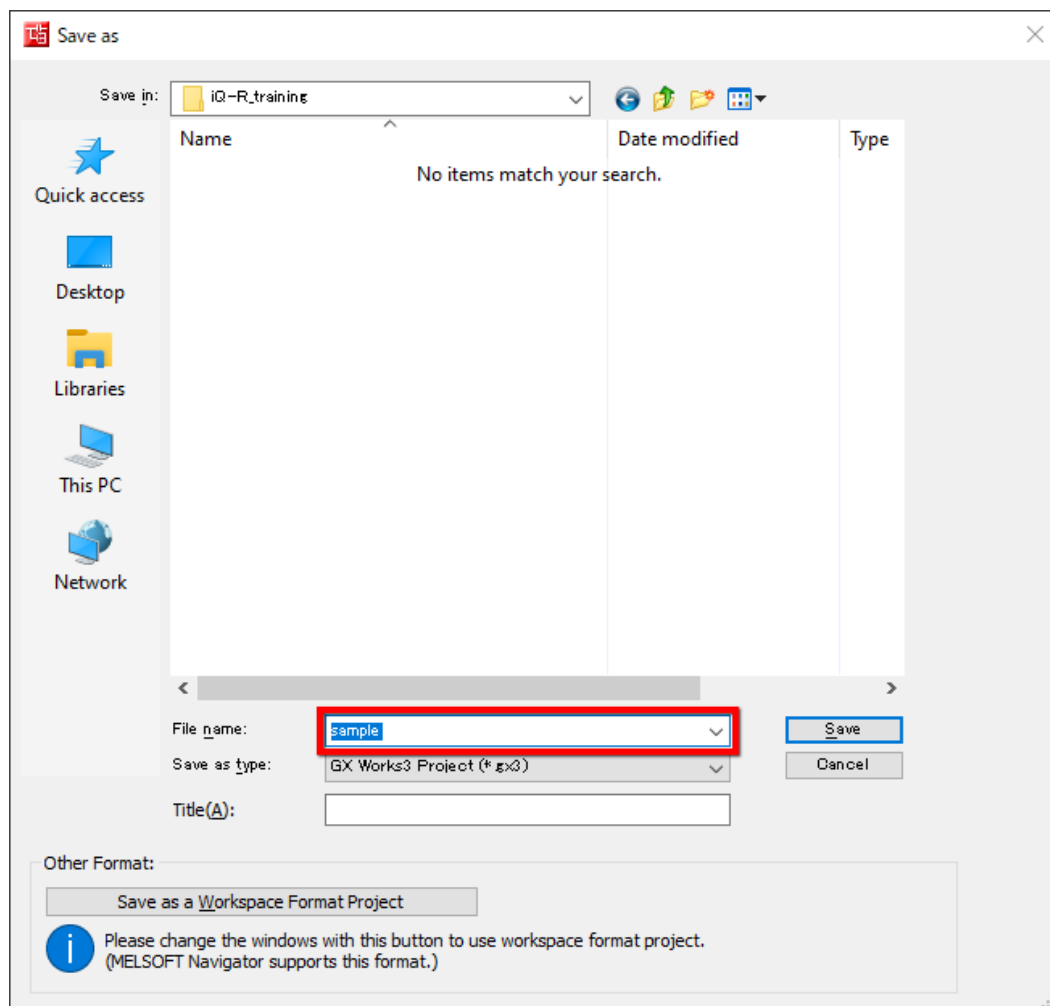 Save as
Save in: iQ-R_training
Name Date modified Type
No items match your search.
Quick access
Desktop
Libraries
This PC
Network
File name: sample Save
Save as type: GX Works3 Project (*.gx3) Cancel
Title(A):
Other Format:
Save as a Workspace Format Project
Please change the windows with this button to use workspace format project.
(MELSOFT Navigator supports this format.)